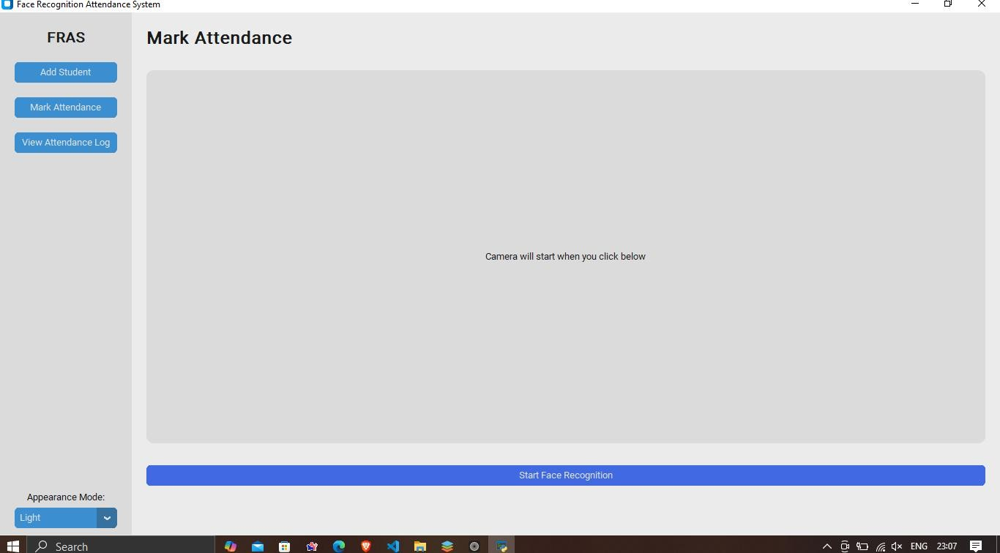 Face Recognition Attendance System
FRAS
Add Student
Mark Attendance
View Attendance Log
Appearance Mode:
Light
Mark Attendance
Camera will start when you click below
Start Face Recognition
Search
ENG
23:07